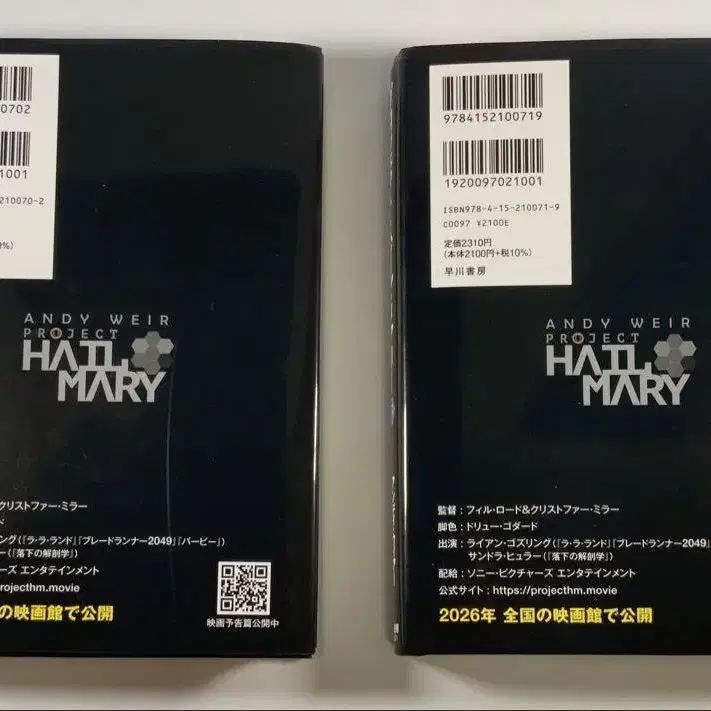 0702
1001
210070-2
ANDY WEIR
PROJECT
HAIL
MARY
クリストファー・ミラー
ド
ング(『ラ・ラ・ランド』『ブレードランナー2049』『バービー』)
ー(『落下の解剖学』)
ーズ エンタテインメント
rojecthm.movie
の映画館で公開
映画予告篇公開中
9784152100719
1920097021001
ISBN978-4-15-210071-9
C0097 ¥2100E
定価2310円
(本体2100円+税10%)
早川書房
ANDY WEIR
PROJECT
HAIL
MARY
監督:フィル・ロード&クリストファー・ミラー
脚色:ドリュー・ゴダード
出演:ライアン・ゴズリング(『ラ・ラ・ランド』『ブレードランナー2049』
サンドラ・ヒュラー(『落下の解剖学』)
配給:ソニー・ピクチャーズ エンタテインメント
公式サイト:https://projecthm.movie
2026年 全国の映画館で公開